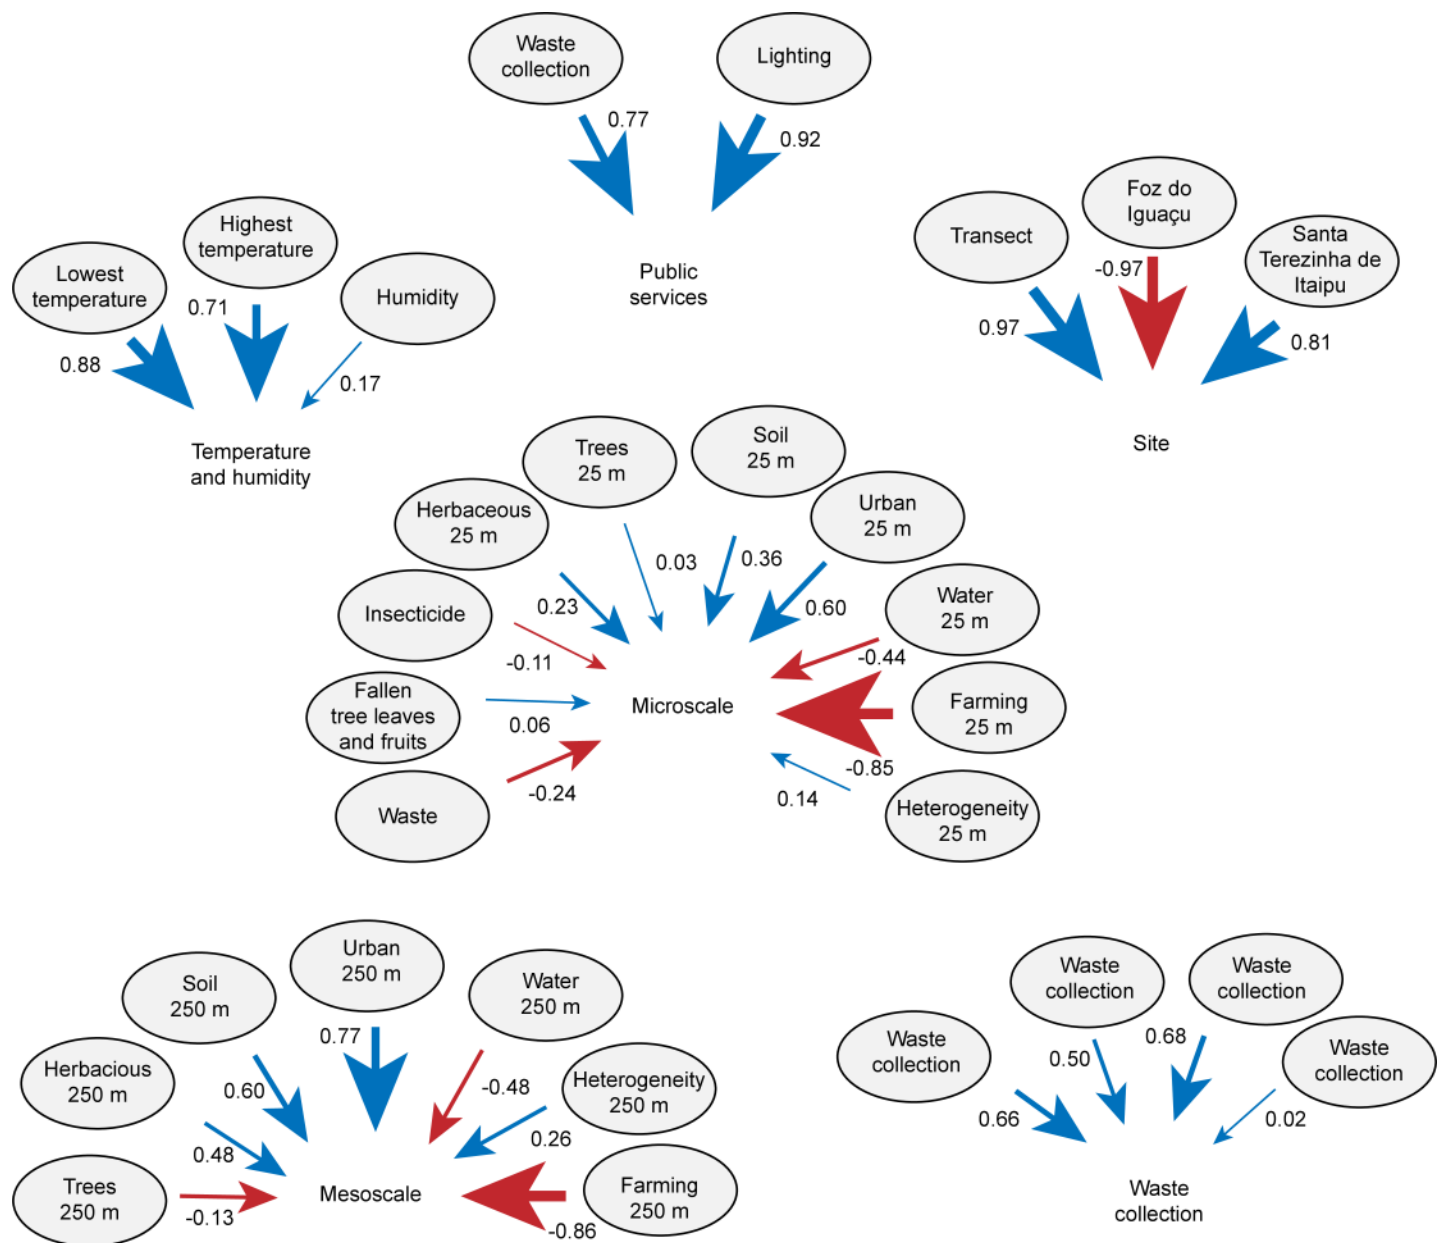 Waste
collection
0.77
Lighting
0.92
Public
services
Lowest
temperature
0.88
Highest
temperature
0.71
Humidity
0.17
Temperature
and humidity
Transect
0.97
Foz do
Iguaçu
-0.97
Santa
Terezinha de
Itaipu
0.81
Site
Trees
25 m
0.03
Soil
25 m
0.36
Herbaceous
25 m
0.23
Urban
25 m
0.60
Insecticide
-0.11
Water
25 m
-0.44
Fallen
tree leaves
and fruits
0.06
Microscale
Farming
25 m
-0.85
Waste
-0.24
Heterogeneity
25 m
0.14
Urban
250 m
0.77
Soil
250 m
0.60
Water
250 m
-0.48
Herbacious
250 m
0.48
Heterogeneity
250 m
0.26
Trees
250 m
-0.13
Mesoscale
Farming
250 m
-0.86
Waste
collection
0.66
Waste
collection
0.50
Waste
collection
0.68
Waste
collection
0.02
Waste
collection